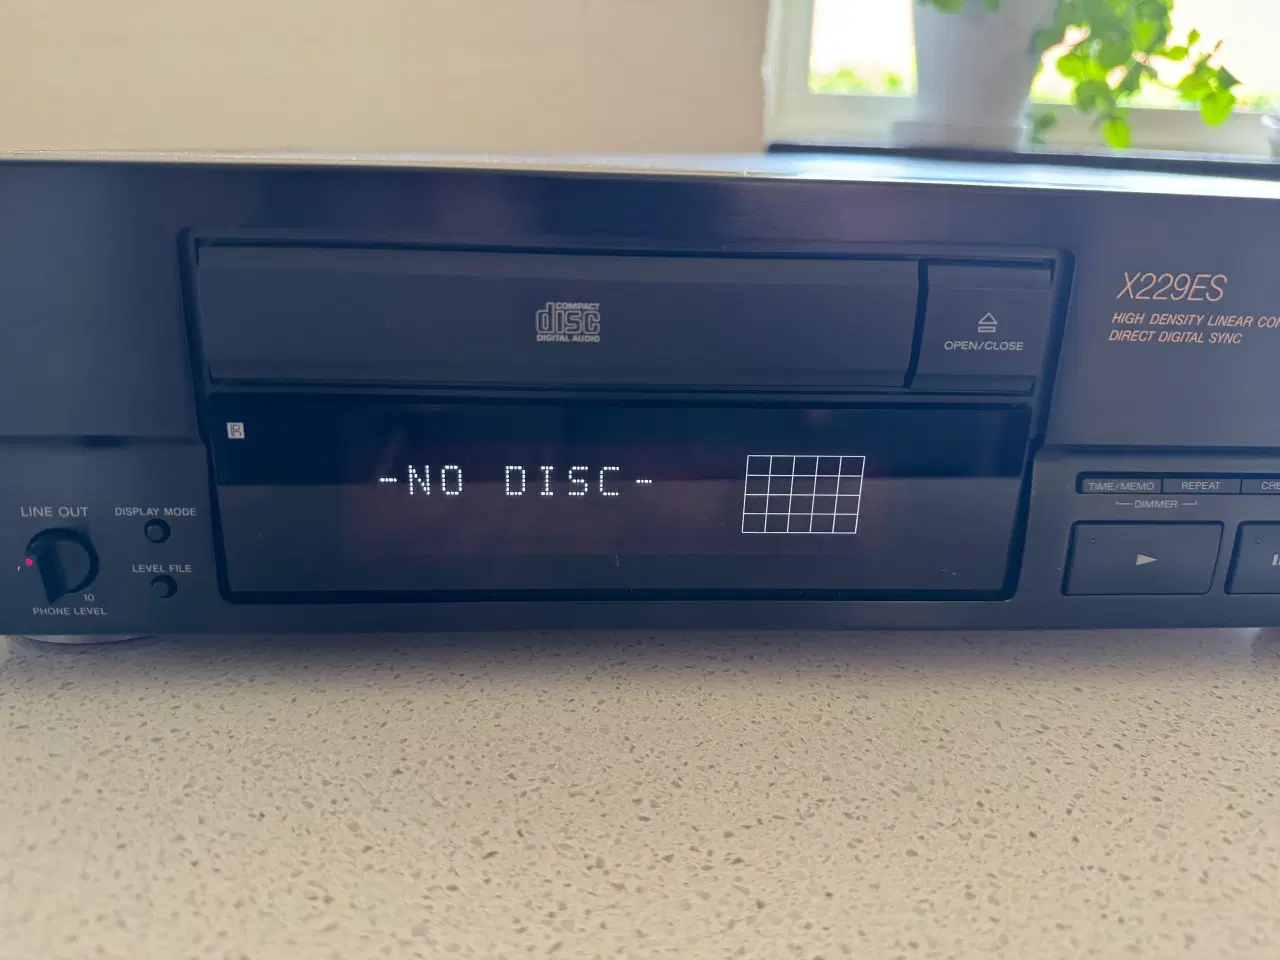 COMPACT
disc
DIGITAL AUDIO
OPEN/CLOSE
X229ES
HIGH DENSITY LINEAR
DIRECT DIGITAL SYNC
-NO DISC-
LINE OUT
DISPLAY MODE
LEVEL FILE
10
PHONE LEVEL
TIME/MEMO
REPEAT
DIMMER